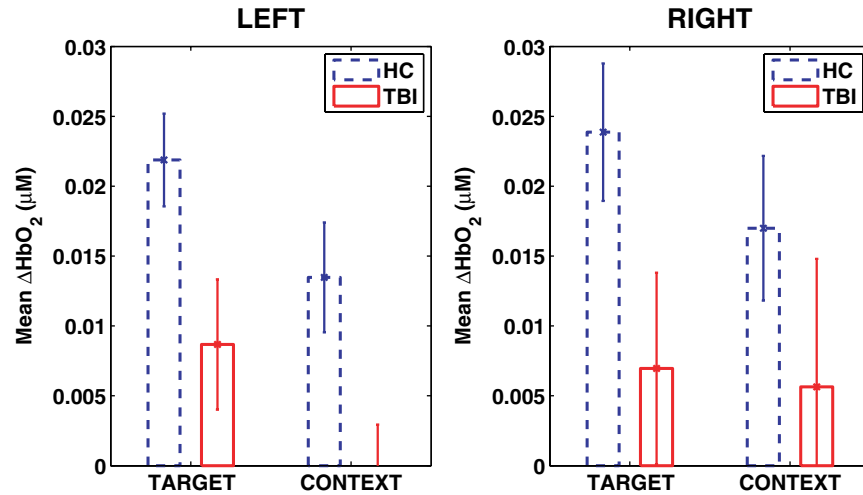 LEFT
0.03
0.025
0.02
0.015
0.01
0.005
0
Mean ΔHbO₂ (μM)
HC
TBI
TARGET CONTEXT
RIGHT
0.03
0.025
0.02
0.015
0.01
0.005
0
Mean ΔHbO₂ (μM)
HC
TBI
TARGET CONTEXT